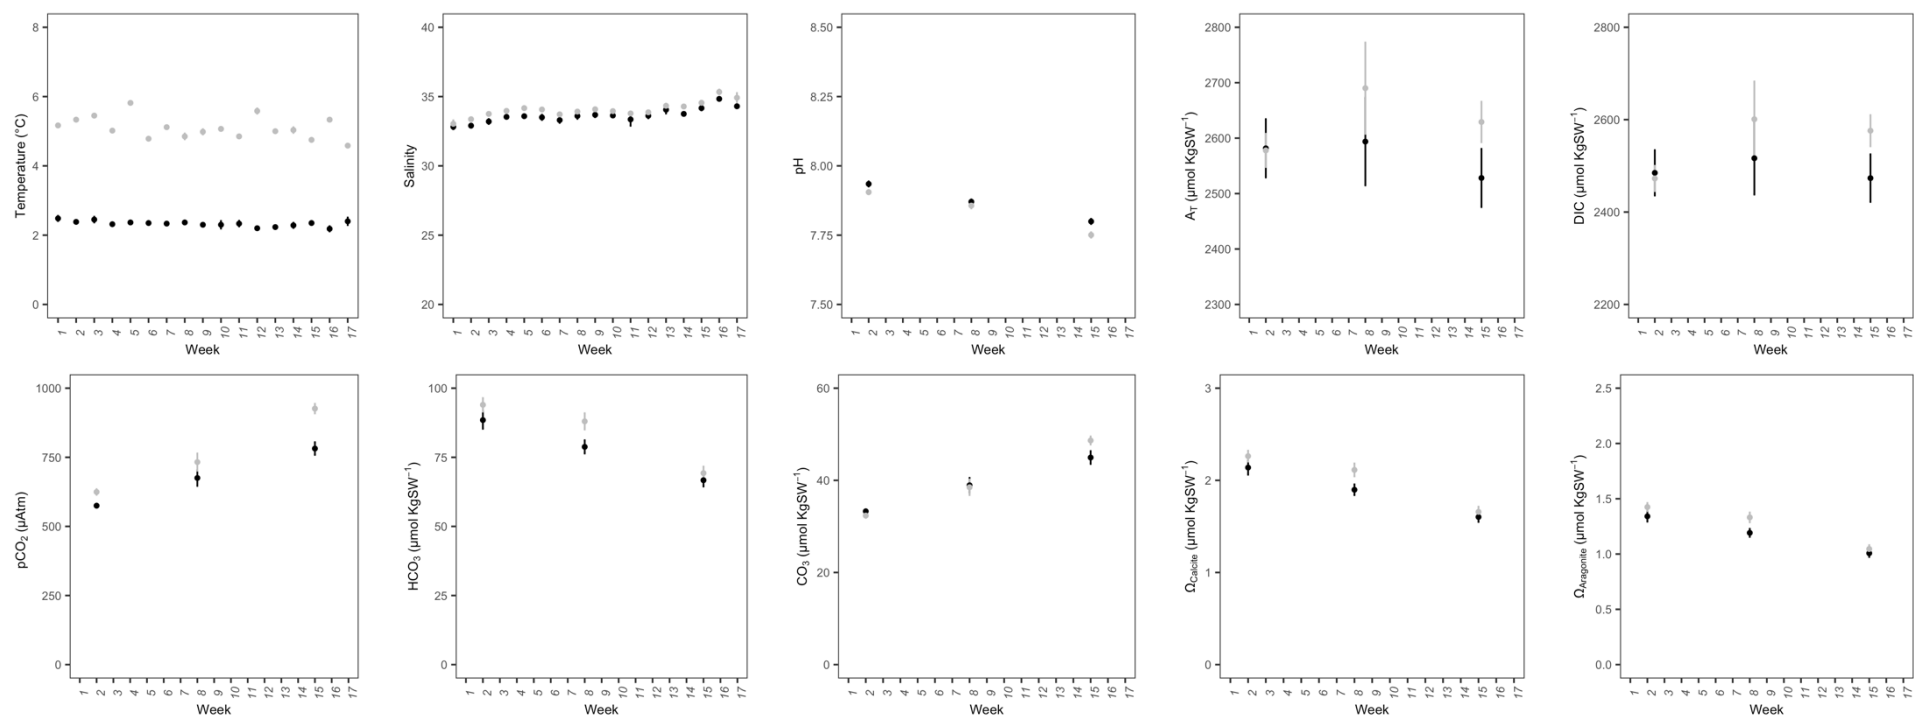 Temperature (°C)
8
6
4
2
0
1 2 3 4 5 6 7 8 9 10 11 12 13 14 15 16 17
Week
Salinity
40
35
30
25
20
1 2 3 4 5 6 7 8 9 10 11 12 13 14 15 16 17
Week
pH
8.50
8.25
8.00
7.75
7.50
1 2 3 4 5 6 7 8 9 10 11 12 13 14 15 16 17
Week
A_T (µmol KgSW⁻¹)
2800
2700
2600
2500
2400
2300
1 2 3 4 5 6 7 8 9 10 11 12 13 14 15 16 17
Week
DIC (µmol KgSW⁻¹)
2800
2600
2400
2200
1 2 3 4 5 6 7 8 9 10 11 12 13 14 15 16 17
Week
pCO₂ (µAtm)
1000
750
500
250
0
1 2 3 4 5 6 7 8 9 10 11 12 13 14 15 16 17
Week
HCO₃ (µmol KgSW⁻¹)
100
75
50
25
0
1 2 3 4 5 6 7 8 9 10 11 12 13 14 15 16 17
Week
CO₃ (µmol KgSW⁻¹)
60
40
20
0
1 2 3 4 5 6 7 8 9 10 11 12 13 14 15 16 17
Week
Ω_Calcite (µmol KgSW⁻¹)
3
2
1
0
1 2 3 4 5 6 7 8 9 10 11 12 13 14 15 16 17
Week
Ω_Aragonite (µmol KgSW⁻¹)
2.5
2.0
1.5
1.0
0.5
0.0
1 2 3 4 5 6 7 8 9 10 11 12 13 14 15 16 17
Week